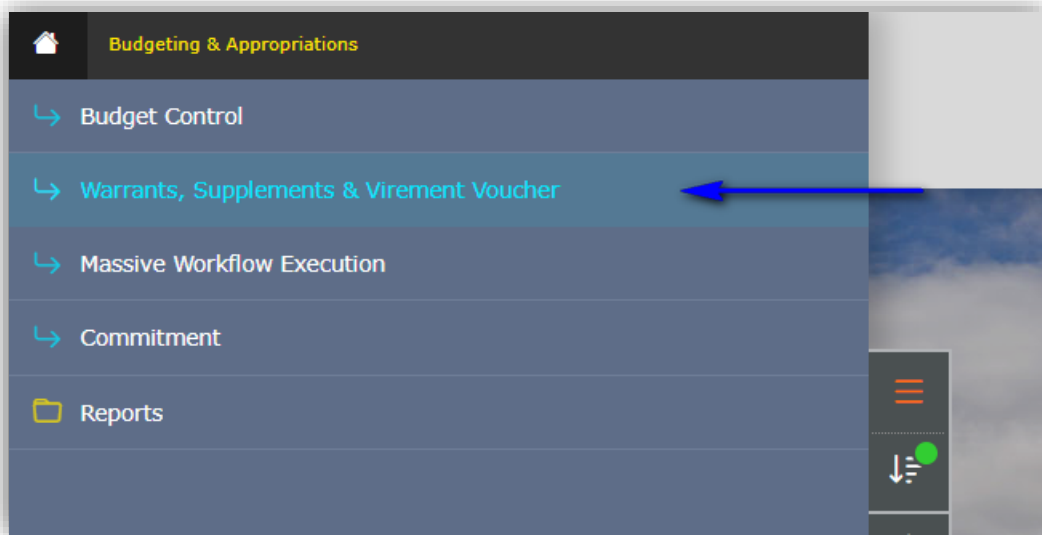 Budgeting & Appropriations
Budget Control
Warrants, Supplements & Virement Voucher
Massive Workflow Execution
Commitment
Reports